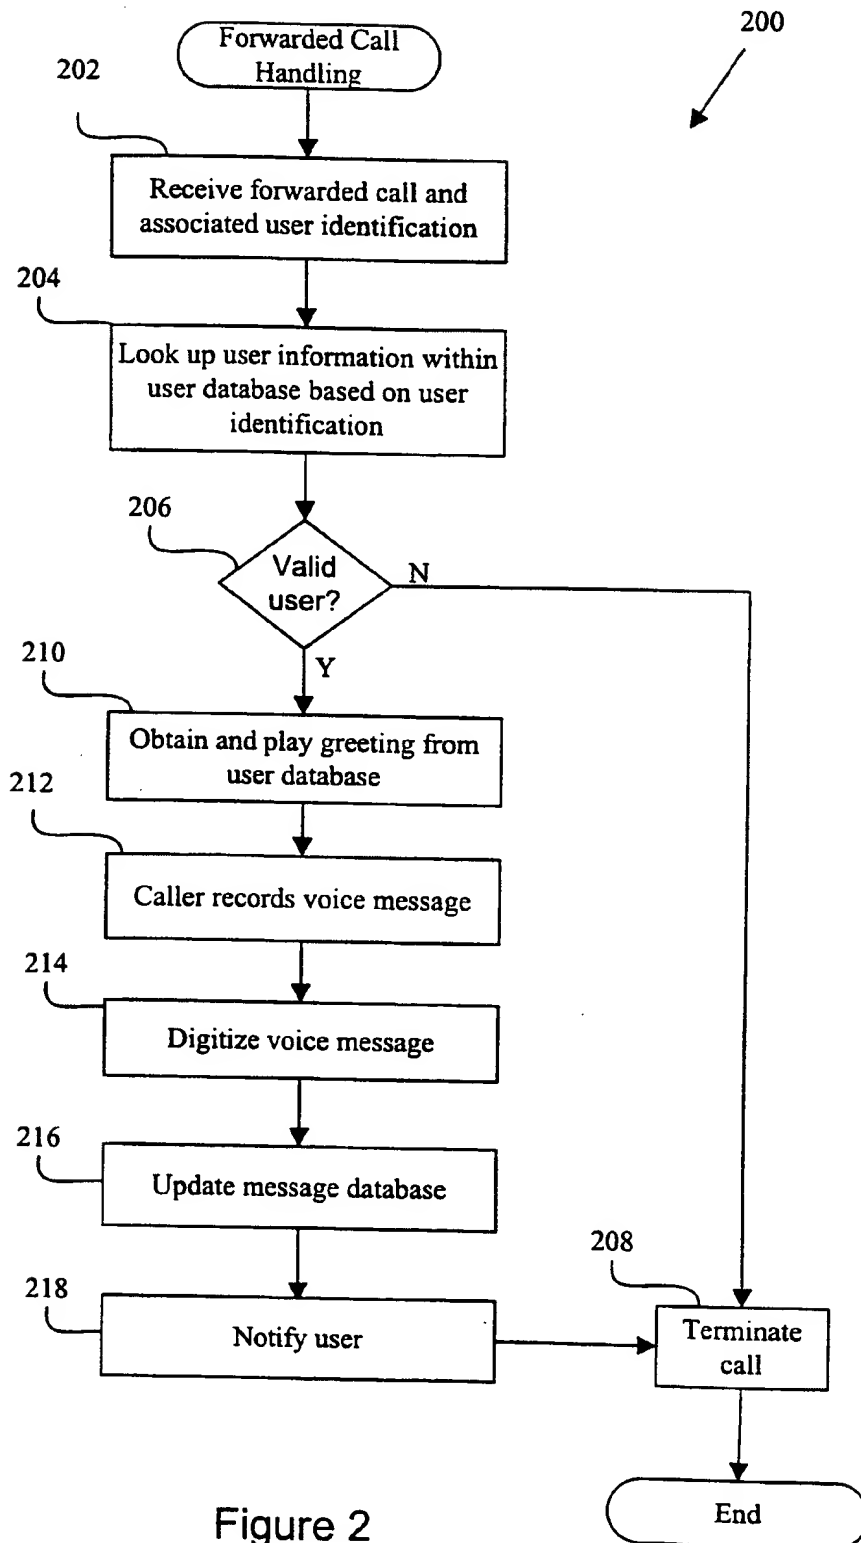 Forwarded Call
Handling
200
202
Receive forwarded call and
associated user identification
204
Look up user information within
user database based on user
identification
206
Valid
user?
N
Y
210
Obtain and play greeting from
user database
212
Caller records voice message
214
Digitize voice message
216
Update message database
218
Notify user
208
Terminate
call
End
Figure 2